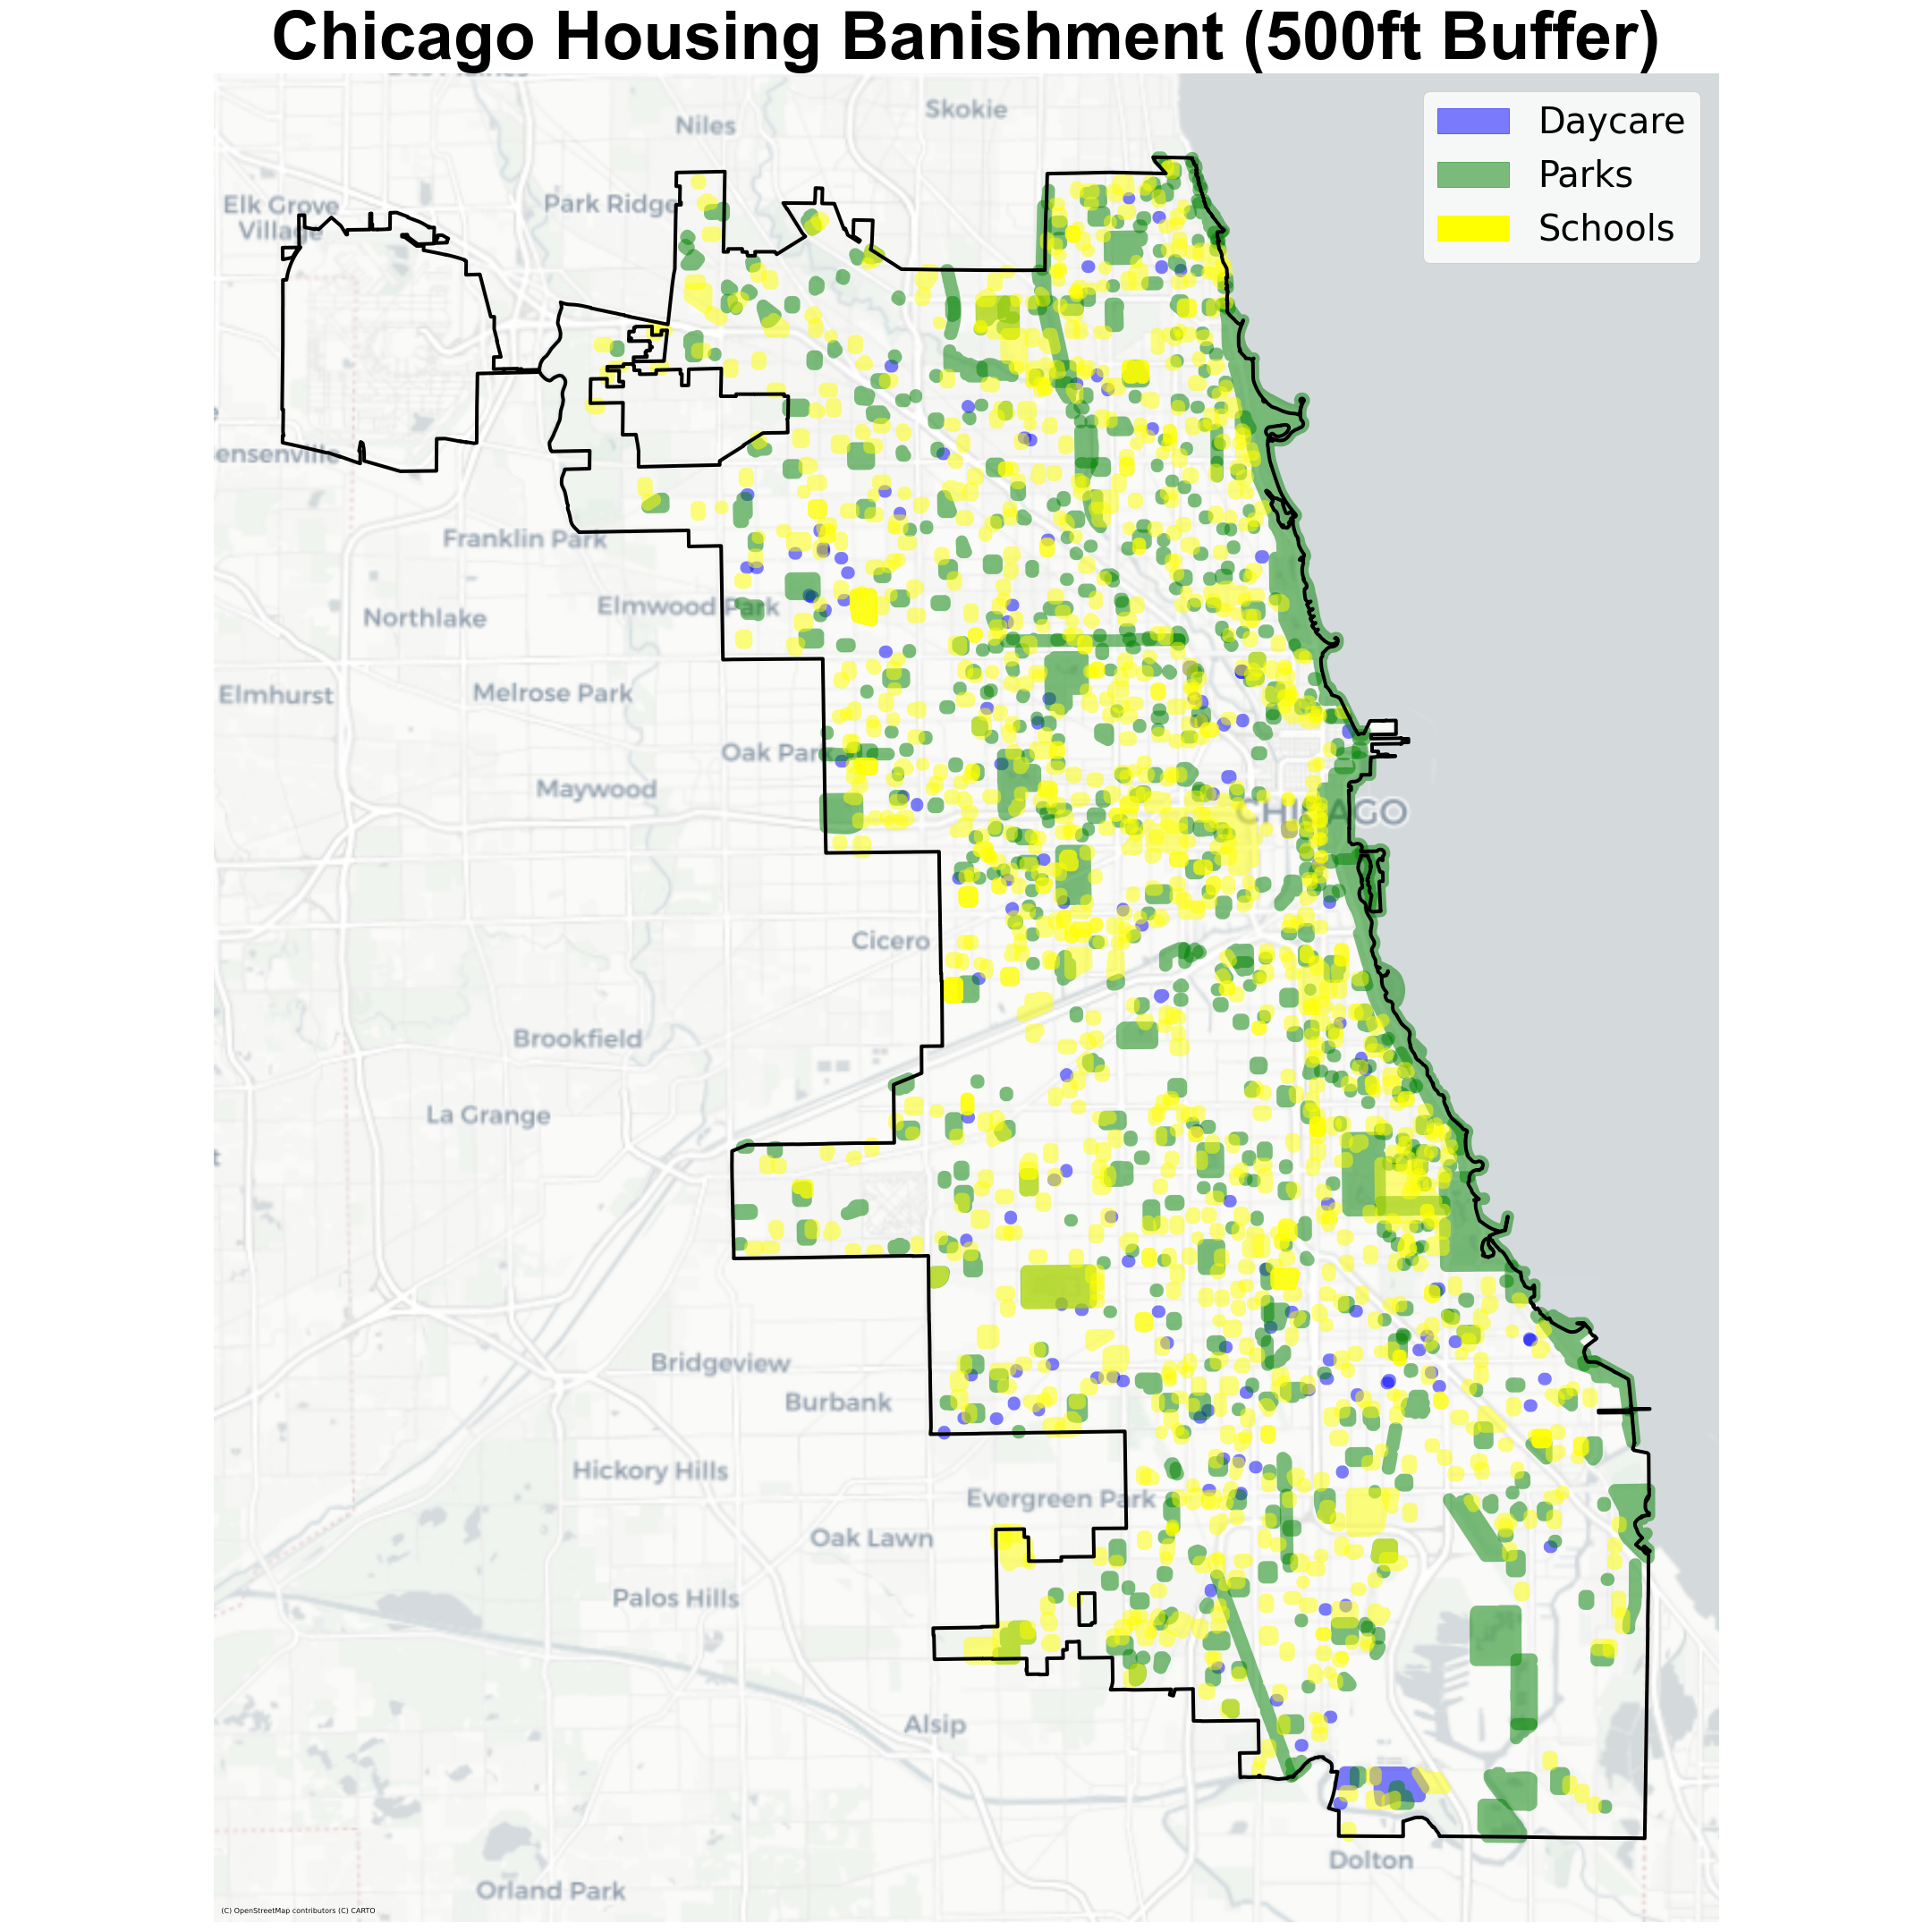 Chicago Housing Banishment (500ft Buffer)
Skokie
Niles
Daycare
Parks
Schools
Elk Grove
Village
Park Ridge
Franklin Park
Northlake
Elmwood Park
Elmhurst
Melrose Park
Oak Park
Maywood
CHICAGO
Cicero
Brookfield
La Grange
Bridgeview
Burbank
Hickory Hills
Evergreen Park
Oak Lawn
Palos Hills
Alsip
Dolton
Orland Park
(C) OpenStreetMap contributors (C) CARTO